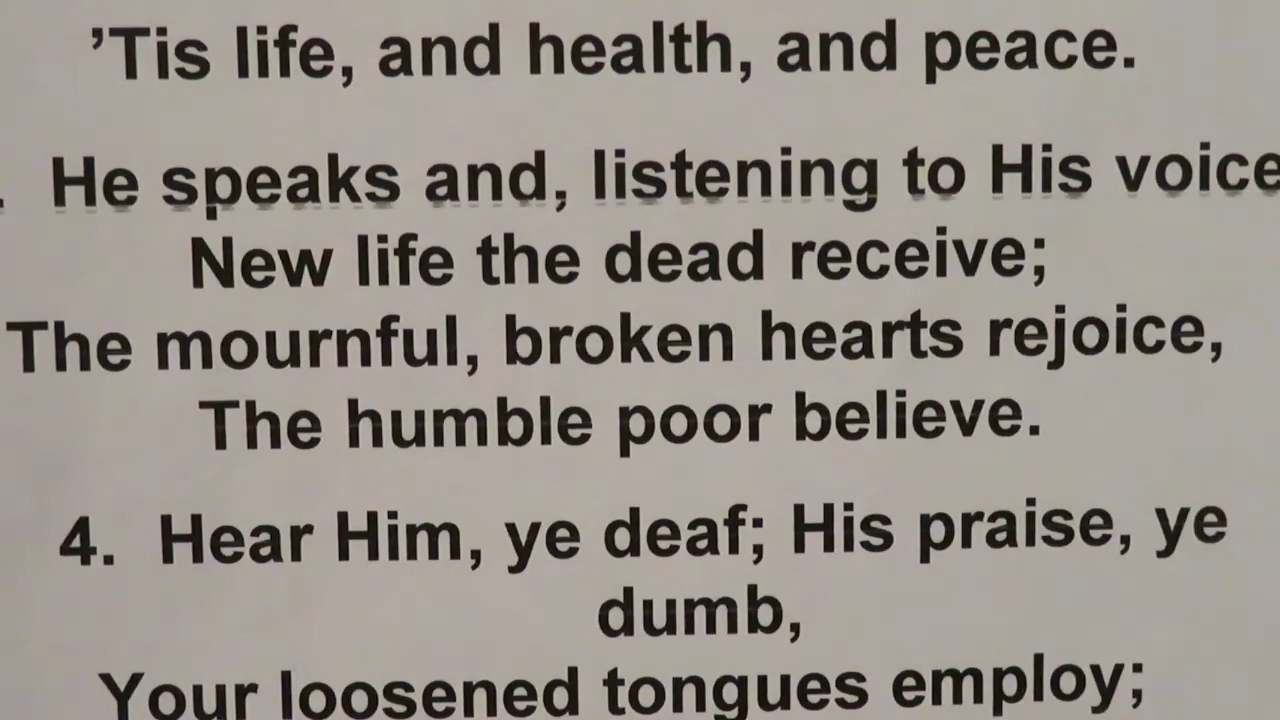 ’Tis life, and health, and peace.
. He speaks and, listening to His voice
New life the dead receive;
The mournful, broken hearts rejoice,
The humble poor believe.
4. Hear Him, ye deaf; His praise, ye
dumb,
Your loosened tongues employ;